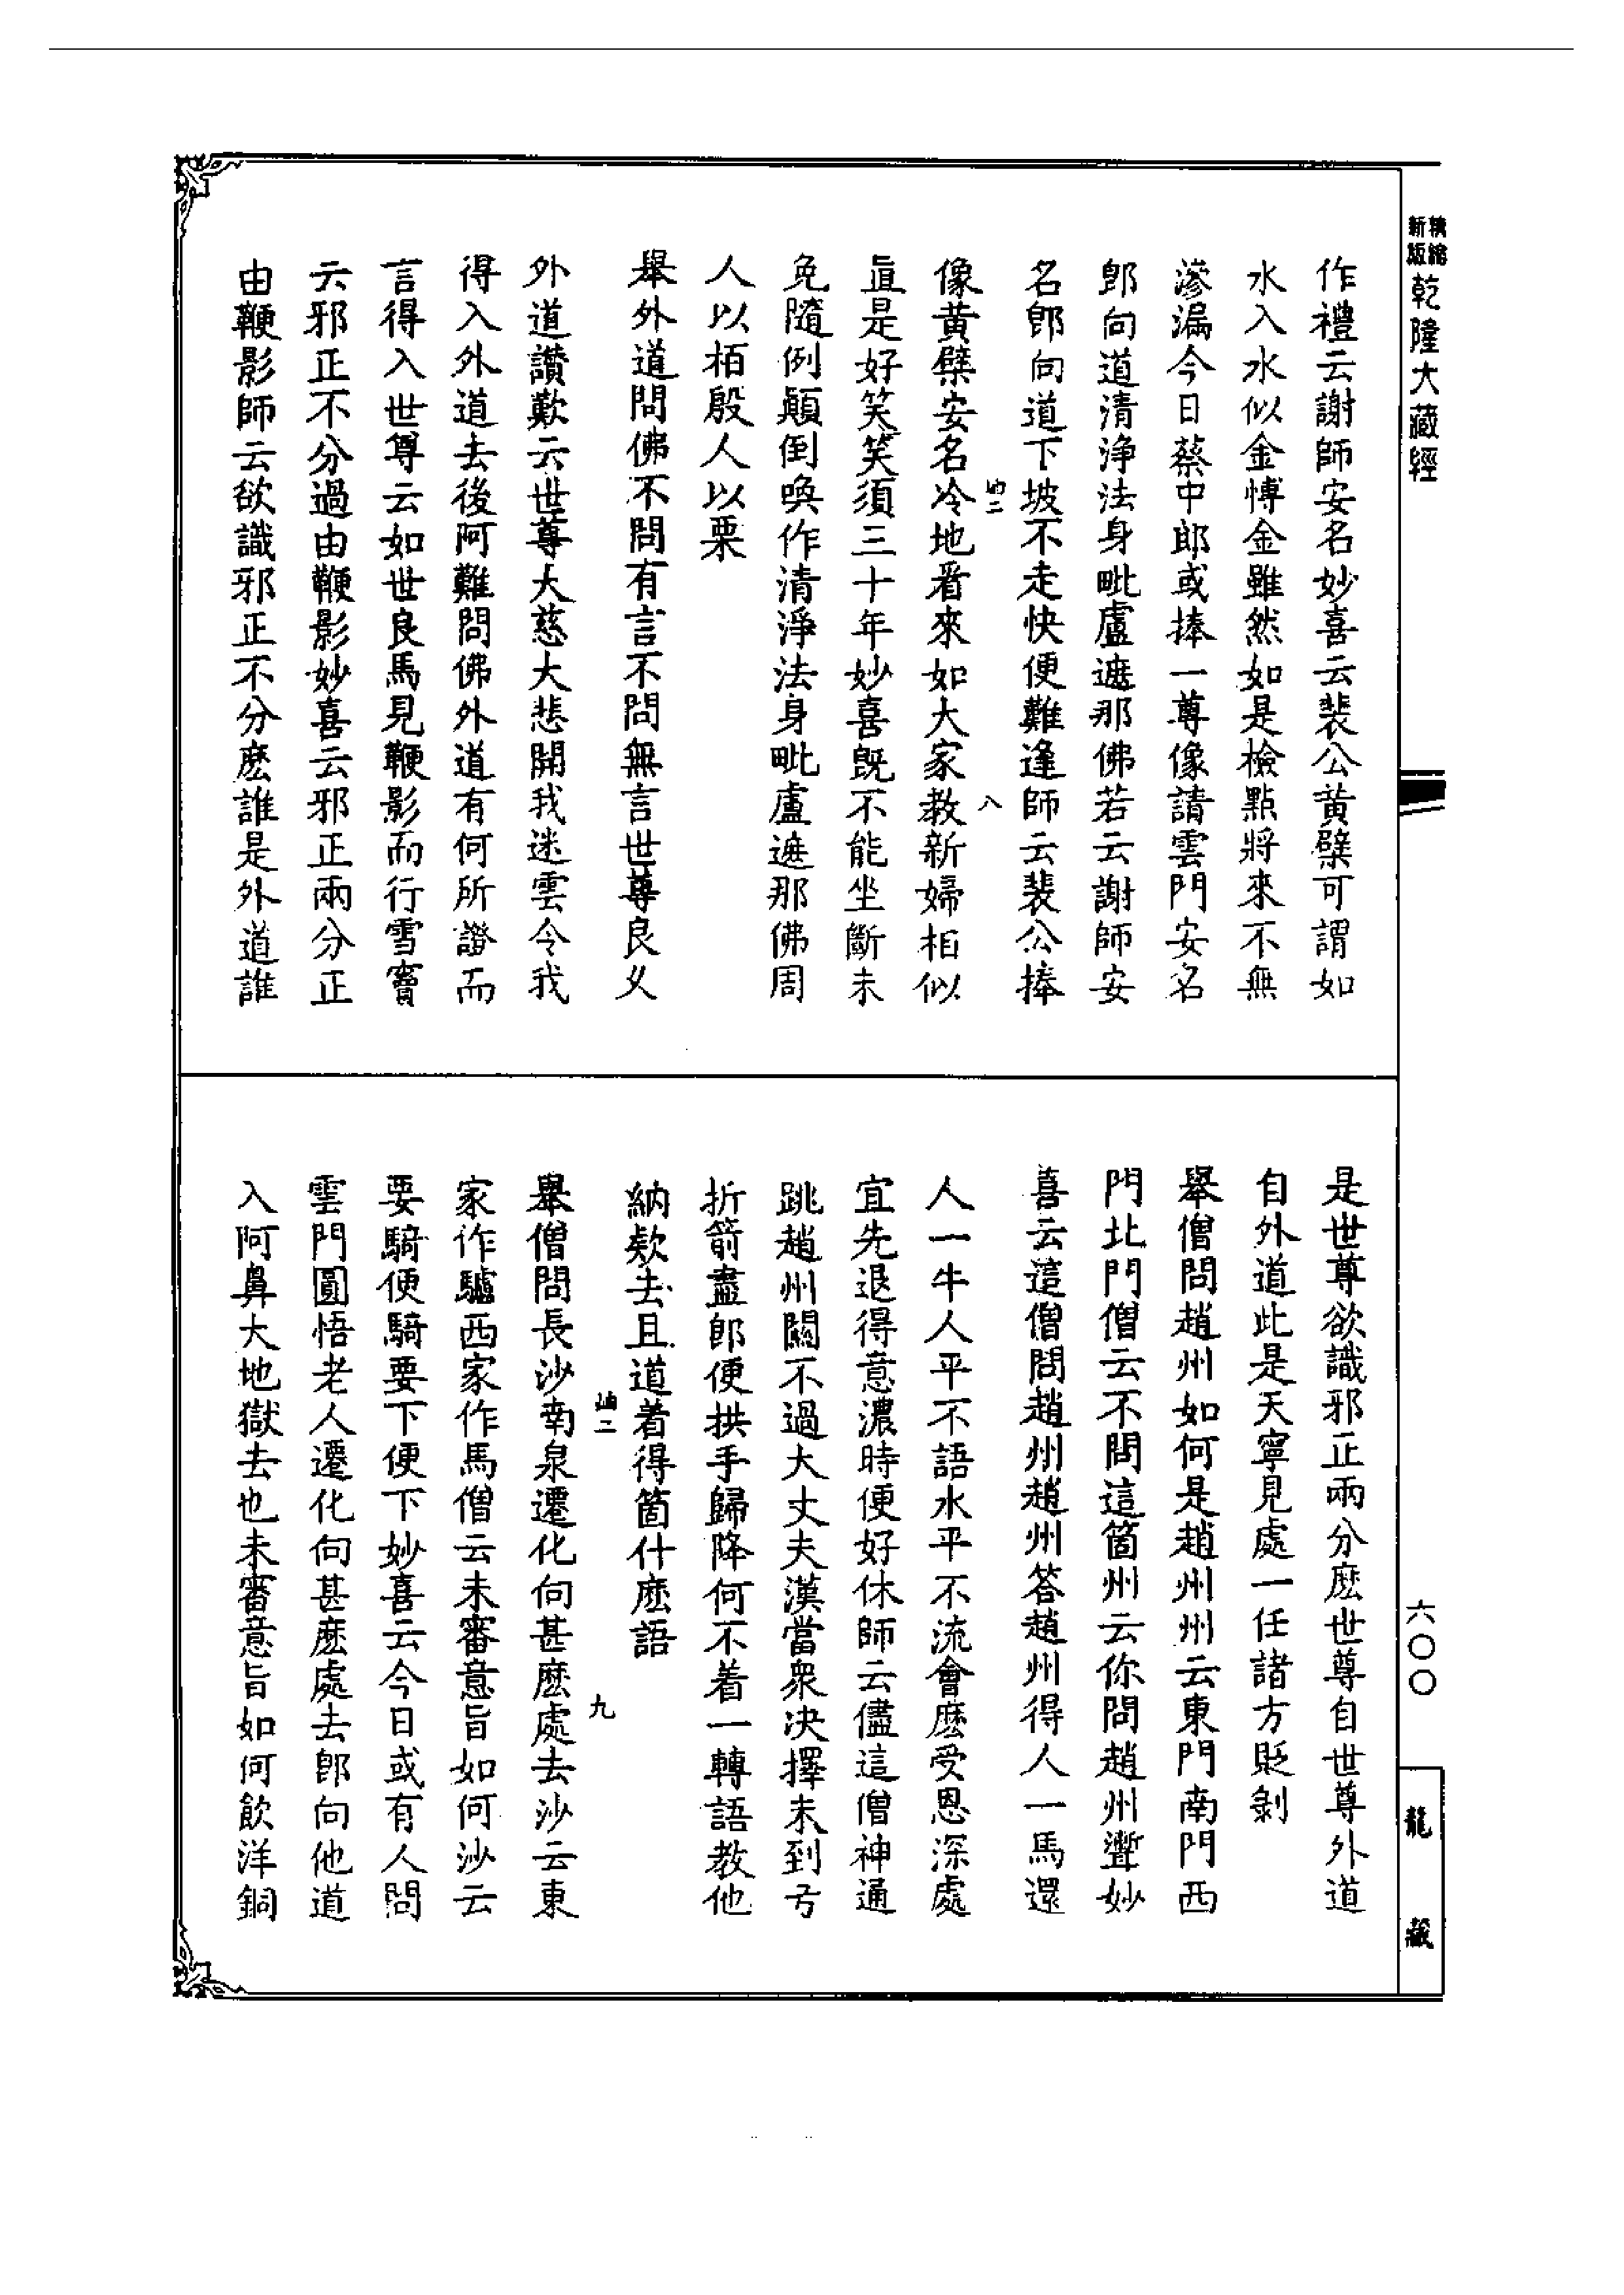 新版精縮乾隆大藏經
作禮云謝師安名妙喜云裴公黃檗可謂如
水入水似金愽金雖然如是檢點將來不無
滲漏今日蔡中郎或捧一尊像請雲門安名
郎向道清淨法身毗盧遮那佛若云謝師安
名郎向道下坡不走快便難逢師云裴公捧
像黃檗安名冷地看來如大家教新婦相似
八
眞是好笑笑須三十年妙喜旣不能坐斷未
免隨例顚倒喚作清淨法身毗盧遮那佛周
人以栢殷人以栗
舉外道問佛不問有言不問無言世尊良乆
外道讚歎云世尊大慈大悲開我迷雲令我
得入外道去後阿難問佛外道有何所證而
言得入世尊云如世良馬見鞭影而行雪竇
云邪正不分過由鞭影妙喜云邪正兩分正
由鞭影師云欲識邪正不分麽誰是外道誰
是世尊欲識邪正兩分麽世尊自世尊外道
自外道此是天寧見處一任諸方貶剝
舉僧問趙州如何是趙州州云東門南門西
門北門僧云不問這箇州云你問趙州聻妙
喜云這僧問趙州趙州答趙州得人一馬還
人一牛人平不語水平不流會麽受恩深處
宜先退得意濃時便好休師云儘這僧神通
跳趙州關不過大丈夫漢當衆决擇未到弓
折箭盡郎便拱手歸降何不着一轉語教他
納欵去且道着得箇什麽語
九
舉僧問長沙南泉遷化向甚麽處去沙云東
家作驢西家作馬僧云未審意旨如何沙云
要騎便騎要下便下妙喜云今日或有人問
雲門圓悟老人遷化向甚麽處去郎向他道
入阿鼻大地獄去也未審意旨如何飲洋銅
六〇〇
龍藏